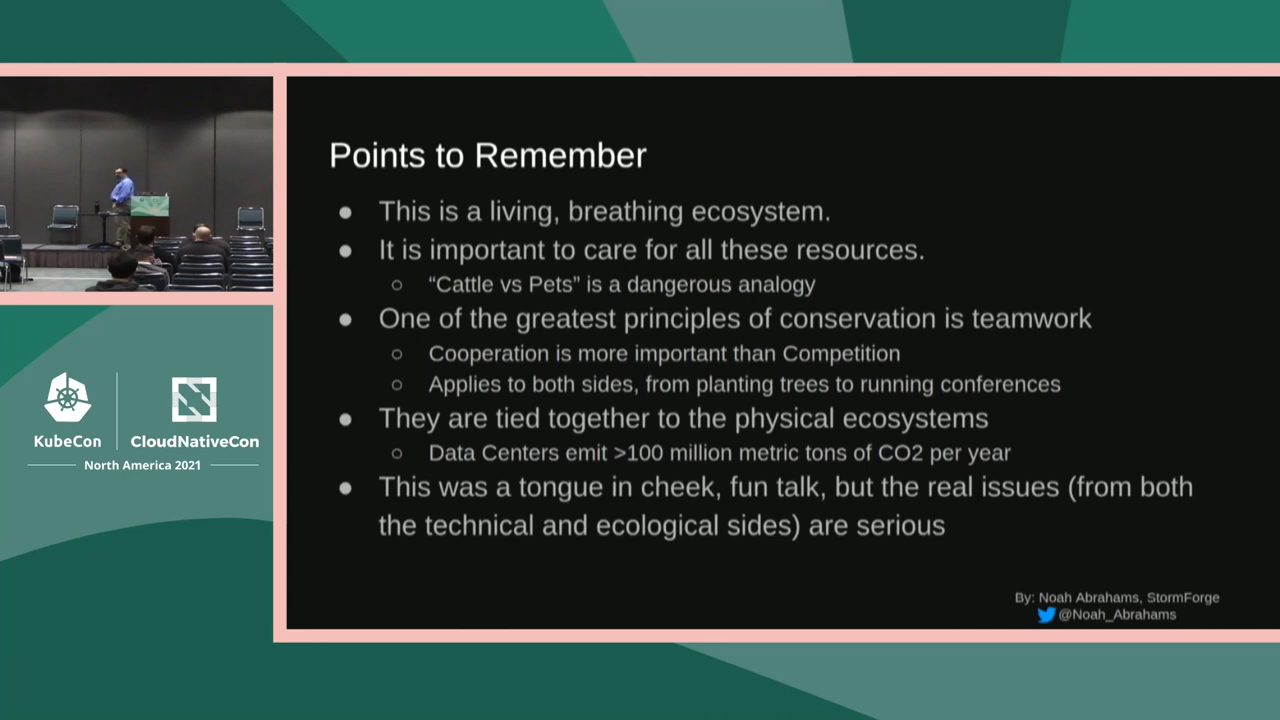 Points to Remember
● This is a living, breathing ecosystem.
● It is important to care for all these resources.
○ “Cattle vs Pets” is a dangerous analogy
● One of the greatest principles of conservation is teamwork
○ Cooperation is more important than Competition
○ Applies to both sides, from planting trees to running conferences
● They are tied together to the physical ecosystems
○ Data Centers emit >100 million metric tons of CO2 per year
● This was a tongue in cheek, fun talk, but the real issues (from both
the technical and ecological sides) are serious
By: Noah Abrahams, StormForge
@Noah_Abrahams
KubeCon
CloudNativeCon
North America 2021